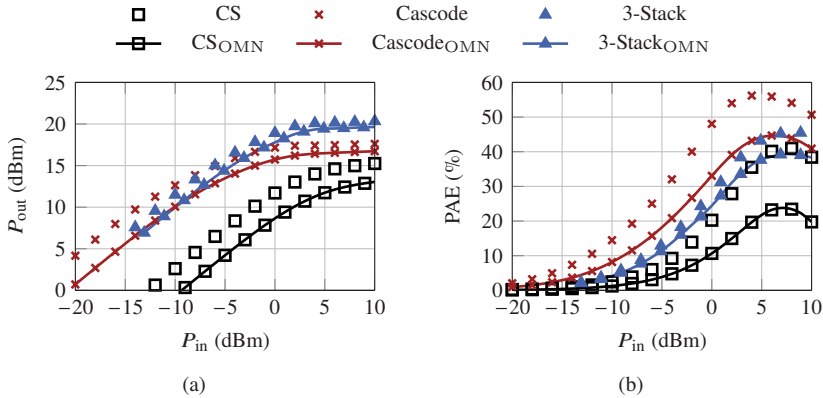 CS Cascode 3-Stack
CS_OMN Cascode_OMN 3-Stack_OMN
25
20
15
10
5
0
P_out (dBm)
−20 −15 −10 −5 0 5 10
P_in (dBm)
(a)
60
50
40
30
20
10
0
PAE (%)
−20 −15 −10 −5 0 5 10
P_in (dBm)
(b)